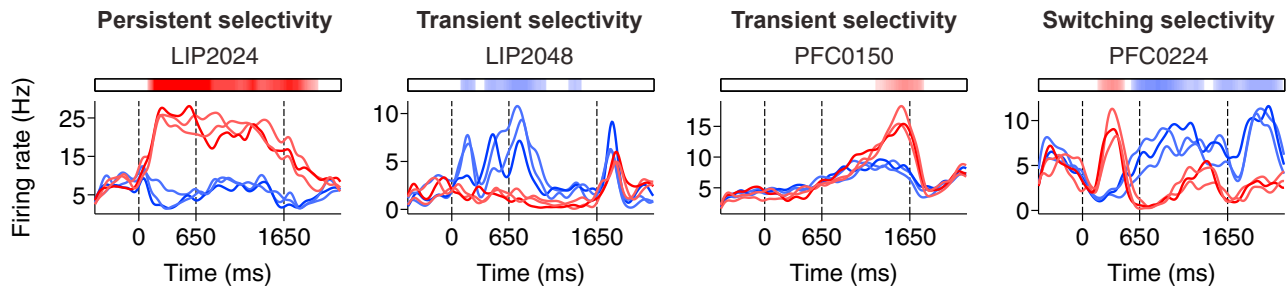 Persistent selectivity
LIP2024
Transient selectivity
LIP2048
Transient selectivity
PFC0150
Switching selectivity
PFC0224
Firing rate (Hz)
25
15
5
0 650 1650
Time (ms)
10
5
0
0 650 1650
Time (ms)
15
10
5
0 650 1650
Time (ms)
10
5
0
0 650 1650
Time (ms)